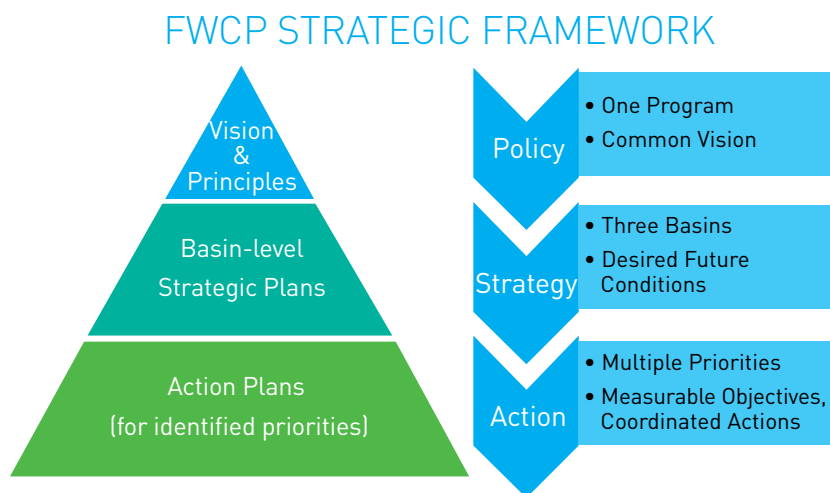 FWCP STRATEGIC FRAMEWORK
Vision
&
Principles
Basin-level
Strategic Plans
Action Plans
(for identified priorities)
Policy
• One Program
• Common Vision
Strategy
• Three Basins
• Desired Future
Conditions
Action
• Multiple Priorities
• Measurable Objectives,
Coordinated Actions